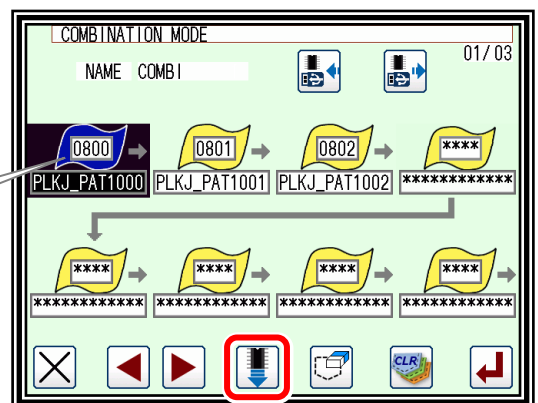 COMBINATION MODE
01/03
NAME COMBI
0800 0801 0802 ****
PLKJ_PAT1000 PLKJ_PAT1001 PLKJ_PAT1002 ************
**** **** **** ****
************ ************ ************ ************
CLR